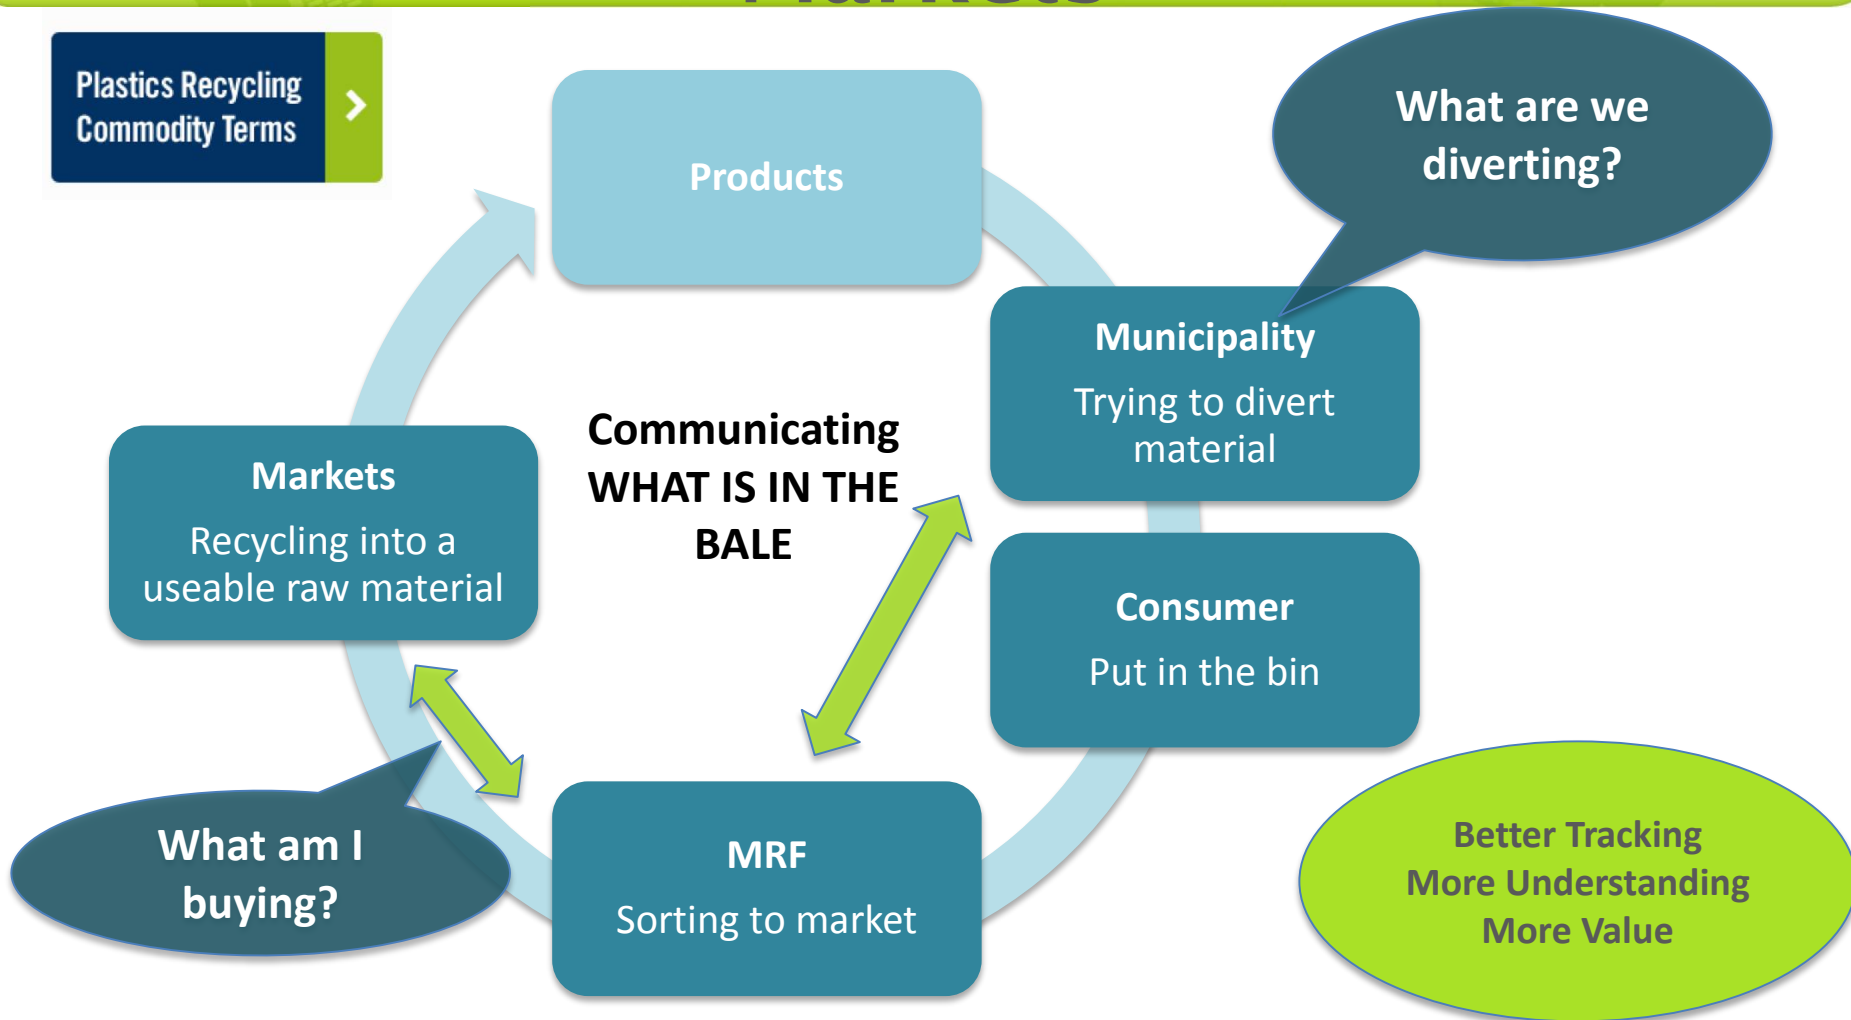 Markets
Plastics Recycling
Commodity Terms
Products
What are we
diverting?
Municipality
Trying to divert
material
Communicating
WHAT IS IN THE
BALE
Markets
Recycling into a
useable raw material
Consumer
Put in the bin
What am I
buying?
MRF
Sorting to market
Better Tracking
More Understanding
More Value